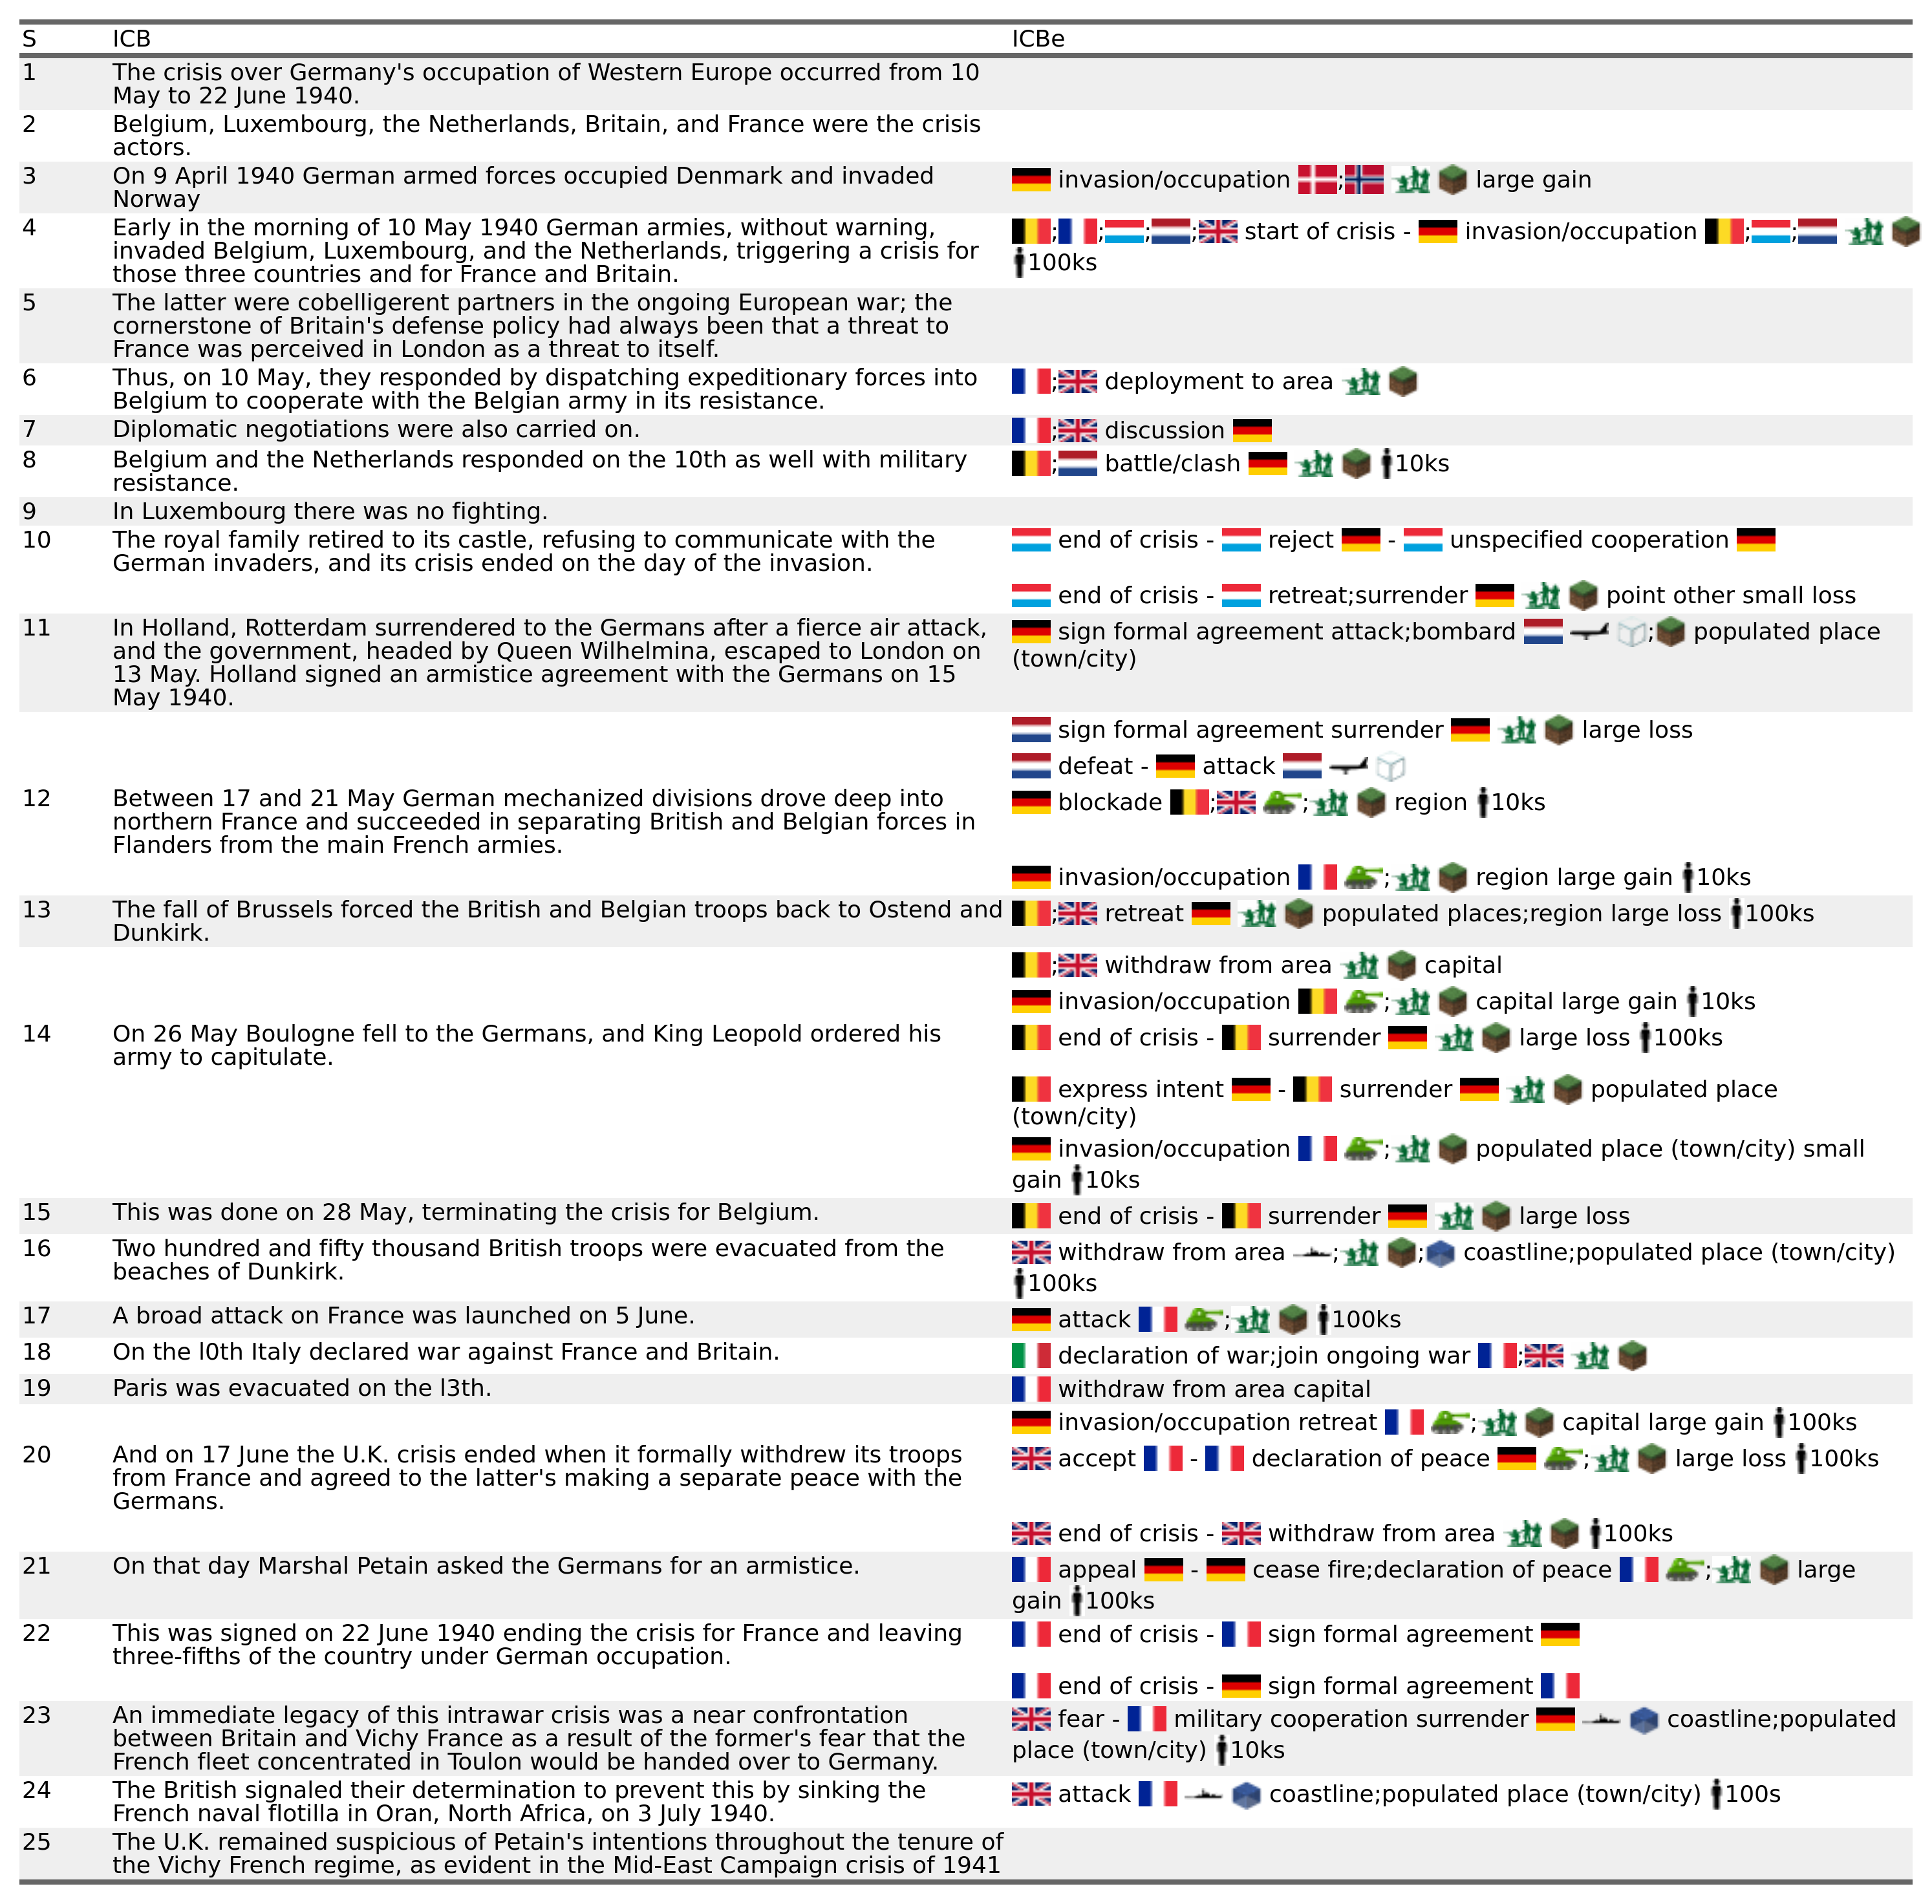 S ICB ICBe
1 The crisis over Germany's occupation of Western Europe occurred from 10
May to 22 June 1940.
2 Belgium, Luxembourg, the Netherlands, Britain, and France were the crisis
actors.
3 On 9 April 1940 German armed forces occupied Denmark and invaded
Norway
invasion/occupation ; large gain
4 Early in the morning of 10 May 1940 German armies, without warning,
invaded Belgium, Luxembourg, and the Netherlands, triggering a crisis for
those three countries and for France and Britain.
; ; ; ; start of crisis - invasion/occupation ; ;
100ks
5 The latter were cobelligerent partners in the ongoing European war; the
cornerstone of Britain's defense policy had always been that a threat to
France was perceived in London as a threat to itself.
6 Thus, on 10 May, they responded by dispatching expeditionary forces into
Belgium to cooperate with the Belgian army in its resistance.
; deployment to area
7 Diplomatic negotiations were also carried on.
; discussion
8 Belgium and the Netherlands responded on the 10th as well with military
resistance.
; battle/clash 10ks
9 In Luxembourg there was no fighting.
10 The royal family retired to its castle, refusing to communicate with the
German invaders, and its crisis ended on the day of the invasion.
end of crisis - reject - unspecified cooperation
end of crisis - retreat;surrender point other small loss
11 In Holland, Rotterdam surrendered to the Germans after a fierce air attack,
and the government, headed by Queen Wilhelmina, escaped to London on
13 May. Holland signed an armistice agreement with the Germans on 15
May 1940.
sign formal agreement attack;bombard ; populated place
(town/city)
sign formal agreement surrender large loss
defeat - attack
12 Between 17 and 21 May German mechanized divisions drove deep into
northern France and succeeded in separating British and Belgian forces in
Flanders from the main French armies.
blockade ; ; region 10ks
invasion/occupation ; region large gain 10ks
13 The fall of Brussels forced the British and Belgian troops back to Ostend and
Dunkirk.
; retreat populated places;region large loss 100ks
; withdraw from area capital
invasion/occupation ; capital large gain 10ks
14 On 26 May Boulogne fell to the Germans, and King Leopold ordered his
army to capitulate.
end of crisis - surrender large loss 100ks
express intent - surrender populated place
(town/city)
invasion/occupation ; populated place (town/city) small
gain 10ks
15 This was done on 28 May, terminating the crisis for Belgium.
end of crisis - surrender large loss
16 Two hundred and fifty thousand British troops were evacuated from the
beaches of Dunkirk.
withdraw from area ; ; coastline;populated place (town/city)
100ks
17 A broad attack on France was launched on 5 June.
attack ; 100ks
18 On the l0th Italy declared war against France and Britain.
declaration of war;join ongoing war ;
19 Paris was evacuated on the l3th.
withdraw from area capital
invasion/occupation retreat ; capital large gain 100ks
20 And on 17 June the U.K. crisis ended when it formally withdrew its troops
from France and agreed to the latter's making a separate peace with the
Germans.
accept - declaration of peace ; large loss 100ks
end of crisis - withdraw from area 100ks
21 On that day Marshal Petain asked the Germans for an armistice.
appeal - cease fire;declaration of peace ; large
gain 100ks
22 This was signed on 22 June 1940 ending the crisis for France and leaving
three-fifths of the country under German occupation.
end of crisis - sign formal agreement
end of crisis - sign formal agreement
23 An immediate legacy of this intrawar crisis was a near confrontation
between Britain and Vichy France as a result of the former's fear that the
French fleet concentrated in Toulon would be handed over to Germany.
fear - military cooperation surrender coastline;populated
place (town/city) 10ks
24 The British signaled their determination to prevent this by sinking the
French naval flotilla in Oran, North Africa, on 3 July 1940.
attack coastline;populated place (town/city) 100s
25 The U.K. remained suspicious of Petain's intentions throughout the tenure of
the Vichy French regime, as evident in the Mid-East Campaign crisis of 1941